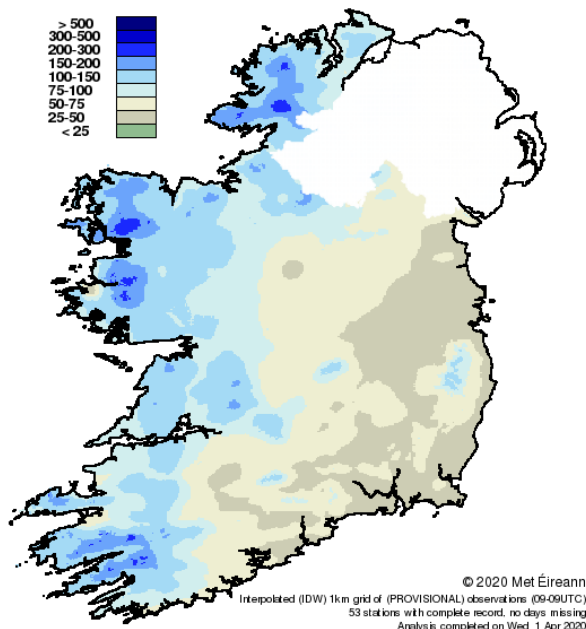 > 500
300-500
200-300
150-200
100-150
75-100
50-75
25-50
< 25
© 2020 Met Éireann
Interpolated (IDW) 1km grid of (PROVISIONAL) observations (09-09UTC)
53 stations with complete record, no days missing
Analysis completed on Wed, 1 Apr 2020